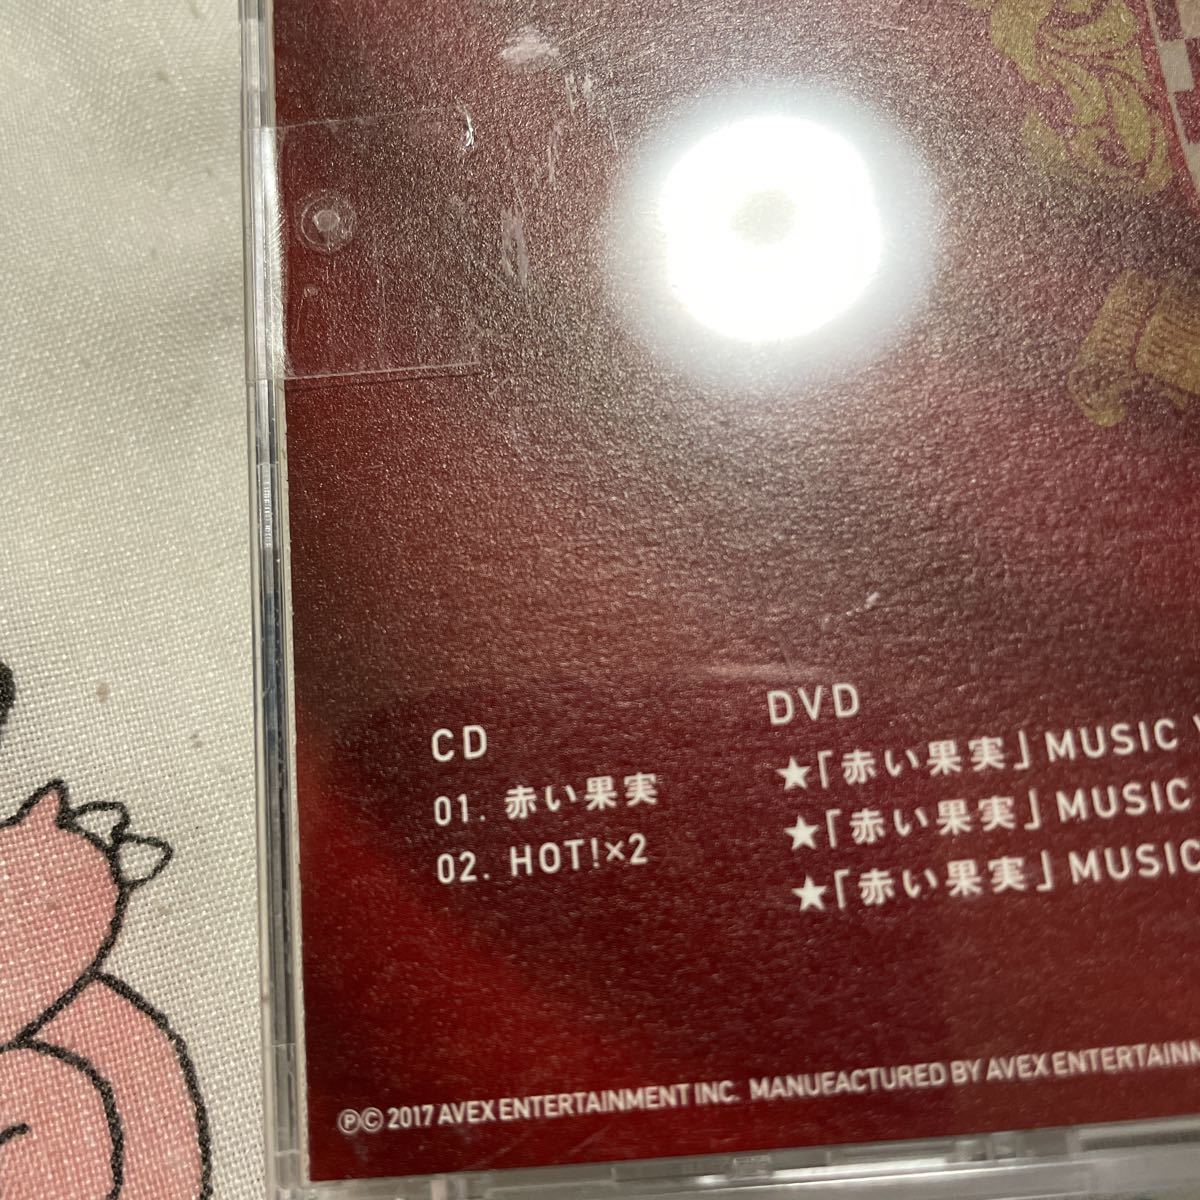 CD
01. 赤い果実
02. HOT!×2
DVD
★「赤い果実」MUSIC
★「赤い果実」MUSIC
★「赤い果実」MUSIC
℗© 2017 AVEX ENTERTAINMENT INC. MANUFACTURED BY AVEX